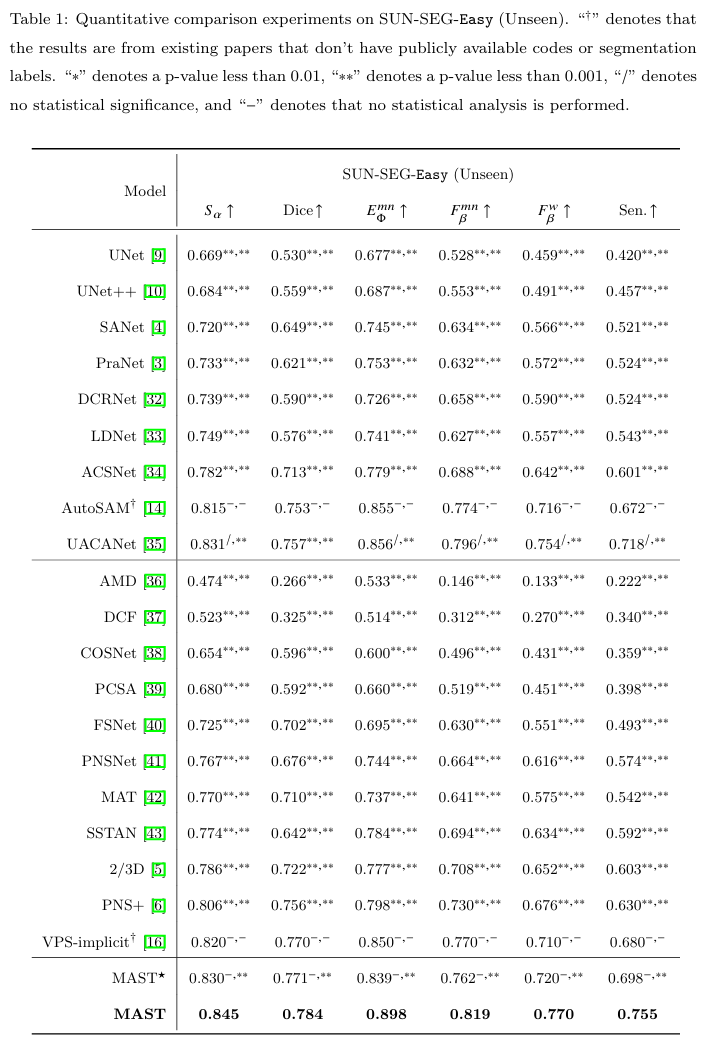 Table 1: Quantitative comparison experiments on SUN-SEG-Easy (Unseen). “†” denotes that
the results are from existing papers that don’t have publicly available codes or segmentation
labels. “∗” denotes a p-value less than 0.01, “∗∗” denotes a p-value less than 0.001, “/” denotes
no statistical significance, and “−” denotes that no statistical analysis is performed.
SUN-SEG-Easy (Unseen)
Model
Sα ↑ Dice ↑ E^mn_Φ ↑ F^mn_β ↑ F^w_β ↑ Sen. ↑
UNet [9] 0.669**,** 0.530**,** 0.677**,** 0.528**,** 0.459**,** 0.420**,**
UNet++ [10] 0.684**,** 0.559**,** 0.687**,** 0.553**,** 0.491**,** 0.457**,**
SANet [4] 0.720**,** 0.649**,** 0.745**,** 0.634**,** 0.566**,** 0.521**,**
PraNet [3] 0.733**,** 0.621**,** 0.753**,** 0.632**,** 0.572**,** 0.524**,**
DCRNet [32] 0.739**,** 0.590**,** 0.726**,** 0.658**,** 0.590**,** 0.524**,**
LDNet [33] 0.749**,** 0.576**,** 0.741**,** 0.627**,** 0.557**,** 0.543**,**
ACSNet [34] 0.782**,** 0.713**,** 0.779**,** 0.688**,** 0.642**,** 0.601**,**
AutoSAM† [14] 0.815−,− 0.753−,− 0.855−,− 0.774−,− 0.716−,− 0.672−,−
UACANet [35] 0.831/,** 0.757**,** 0.856/,** 0.796/,** 0.754/,** 0.718/,**
AMD [36] 0.474**,** 0.266**,** 0.533**,** 0.146**,** 0.133**,** 0.222**,**
DCF [37] 0.523**,** 0.325**,** 0.514**,** 0.312**,** 0.270**,** 0.340**,**
COSNet [38] 0.654**,** 0.596**,** 0.600**,** 0.496**,** 0.431**,** 0.359**,**
PCSA [39] 0.680**,** 0.592**,** 0.660**,** 0.519**,** 0.451**,** 0.398**,**
FSNet [40] 0.725**,** 0.702**,** 0.695**,** 0.630**,** 0.551**,** 0.493**,**
PNSNet [41] 0.767**,** 0.676**,** 0.744**,** 0.664**,** 0.616**,** 0.574**,**
MAT [42] 0.770**,** 0.710**,** 0.737**,** 0.641**,** 0.575**,** 0.542**,**
SSTAN [43] 0.774**,** 0.642**,** 0.784**,** 0.694**,** 0.634**,** 0.592**,**
2/3D [5] 0.786**,** 0.722**,** 0.777**,** 0.708**,** 0.652**,** 0.603**,**
PNS+ [6] 0.806**,** 0.756**,** 0.798**,** 0.730**,** 0.676**,** 0.630**,**
VPS-implicit† [16] 0.820−,− 0.770−,− 0.850−,− 0.770−,− 0.710−,− 0.680−,−
MAST★ 0.830−,** 0.771−,** 0.839−,** 0.762−,** 0.720−,** 0.698−,**
MAST 0.845 0.784 0.898 0.819 0.770 0.755